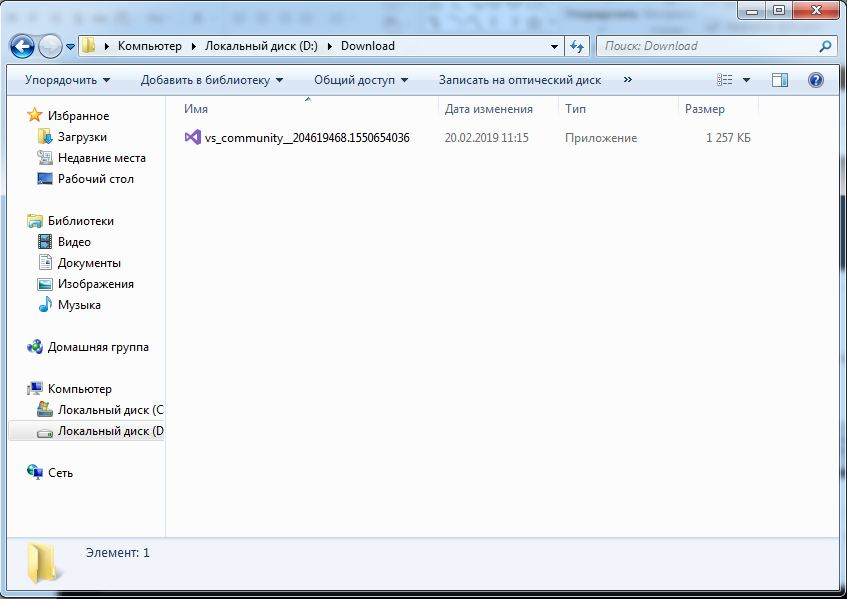 Компьютер Локальный диск (D:) Download
Поиск: Download
Упорядочить Добавить в библиотеку Общий доступ Записать на оптический диск »
Имя Дата изменения Тип Размер
vs_community__204619468.1550654036 20.02.2019 11:15 Приложение 1 257 КБ
Избранное
Загрузки
Недавние места
Рабочий стол
Библиотеки
Видео
Документы
Изображения
Музыка
Домашняя группа
Компьютер
Локальный диск (C
Локальный диск (D
Сеть
Элемент: 1